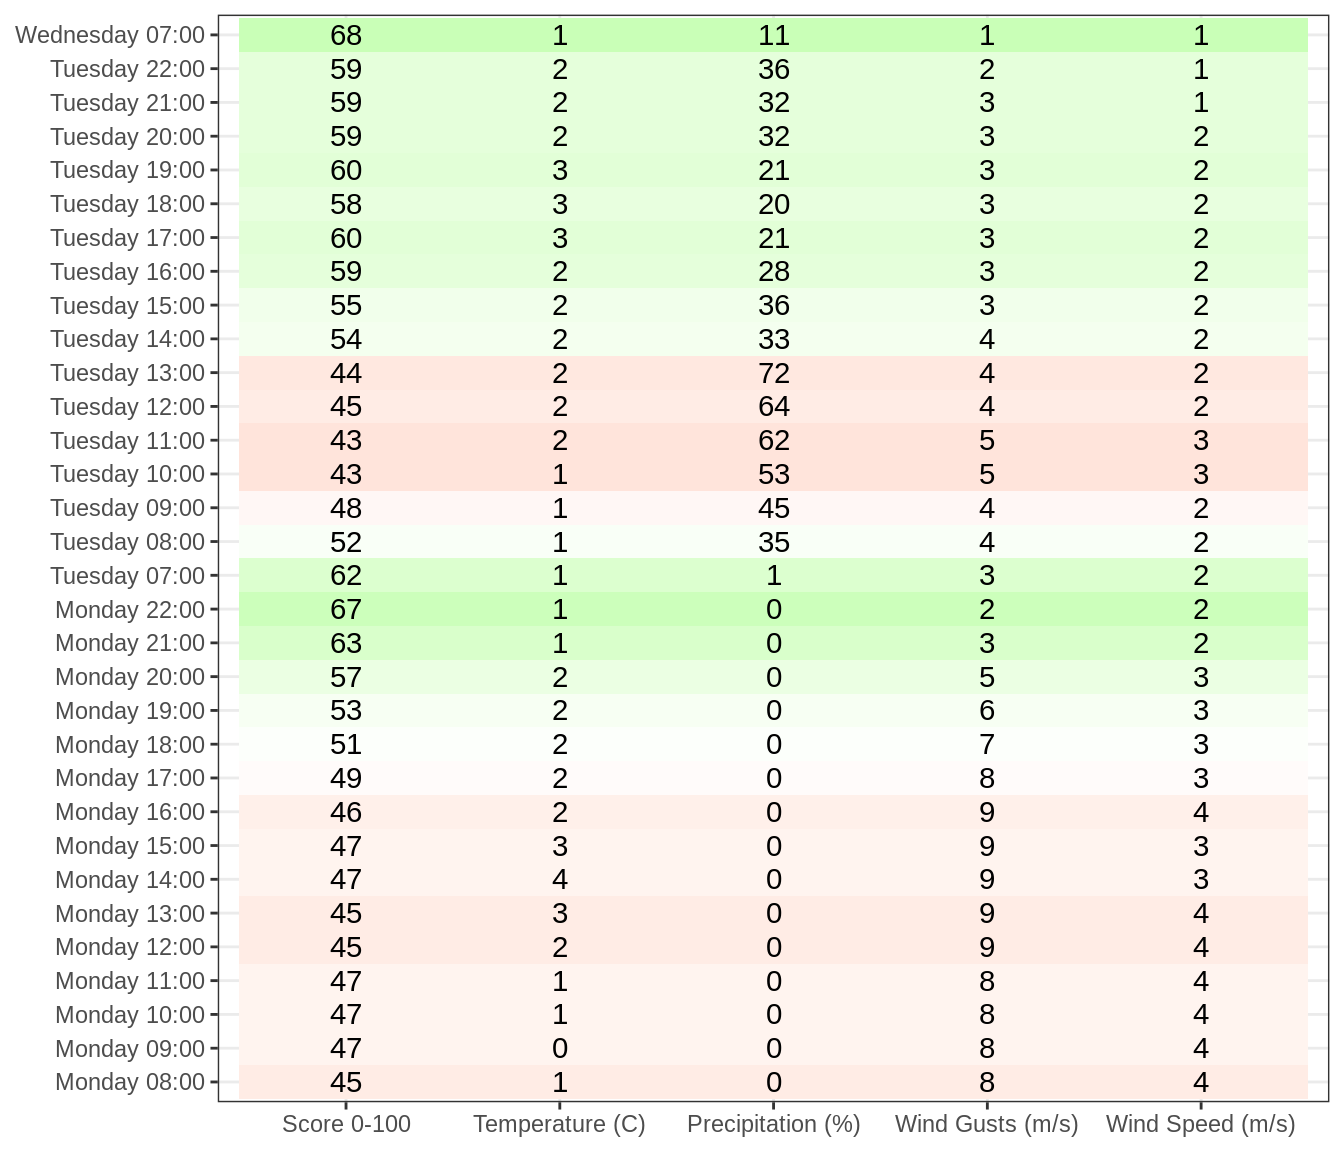 Wednesday 07:00 68 1 11 1 1
Tuesday 22:00 59 2 36 2 1
Tuesday 21:00 59 2 32 3 1
Tuesday 20:00 59 2 32 3 2
Tuesday 19:00 60 3 21 3 2
Tuesday 18:00 58 3 20 3 2
Tuesday 17:00 60 3 21 3 2
Tuesday 16:00 59 2 28 3 2
Tuesday 15:00 55 2 36 3 2
Tuesday 14:00 54 2 33 4 2
Tuesday 13:00 44 2 72 4 2
Tuesday 12:00 45 2 64 4 2
Tuesday 11:00 43 2 62 5 3
Tuesday 10:00 43 1 53 5 3
Tuesday 09:00 48 1 45 4 2
Tuesday 08:00 52 1 35 4 2
Tuesday 07:00 62 1 1 3 2
Monday 22:00 67 1 0 2 2
Monday 21:00 63 1 0 3 2
Monday 20:00 57 2 0 5 3
Monday 19:00 53 2 0 6 3
Monday 18:00 51 2 0 7 3
Monday 17:00 49 2 0 8 3
Monday 16:00 46 2 0 9 4
Monday 15:00 47 3 0 9 3
Monday 14:00 47 4 0 9 3
Monday 13:00 45 3 0 9 4
Monday 12:00 45 2 0 9 4
Monday 11:00 47 1 0 8 4
Monday 10:00 47 1 0 8 4
Monday 09:00 47 0 0 8 4
Monday 08:00 45 1 0 8 4
Score 0-100 Temperature (C) Precipitation (%) Wind Gusts (m/s) Wind Speed (m/s)